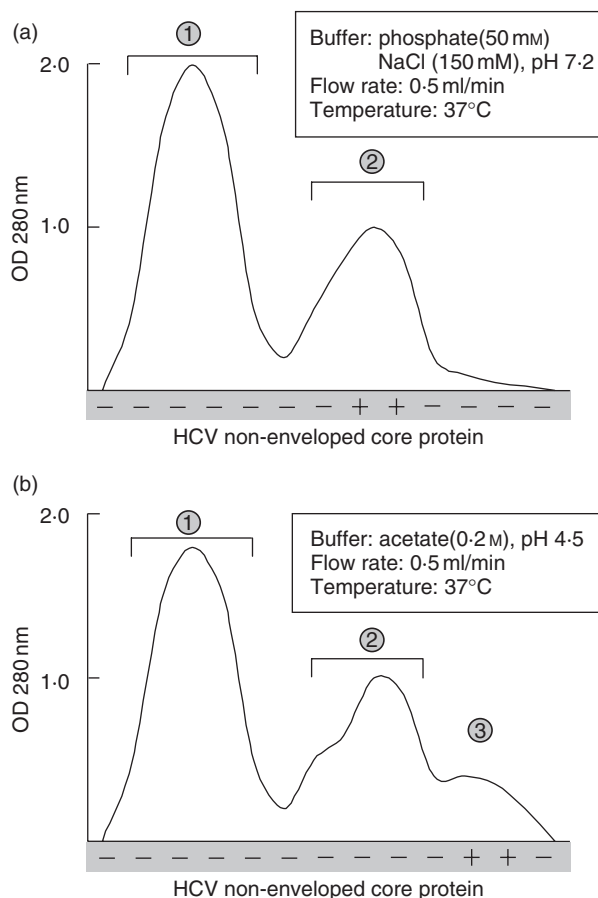 (a)
①
Buffer: phosphate(50 mM)
NaCl (150 mM), pH 7·2
Flow rate: 0·5 ml/min
Temperature: 37°C
2·0
②
1·0
OD 280 nm
– – – – – – – + + – – – –
HCV non-enveloped core protein
(b)
①
2·0
Buffer: acetate(0·2 M), pH 4·5
Flow rate: 0·5 ml/min
Temperature: 37°C
②
1·0
③
OD 280 nm
– – – – – – – – – – + + –
HCV non-enveloped core protein